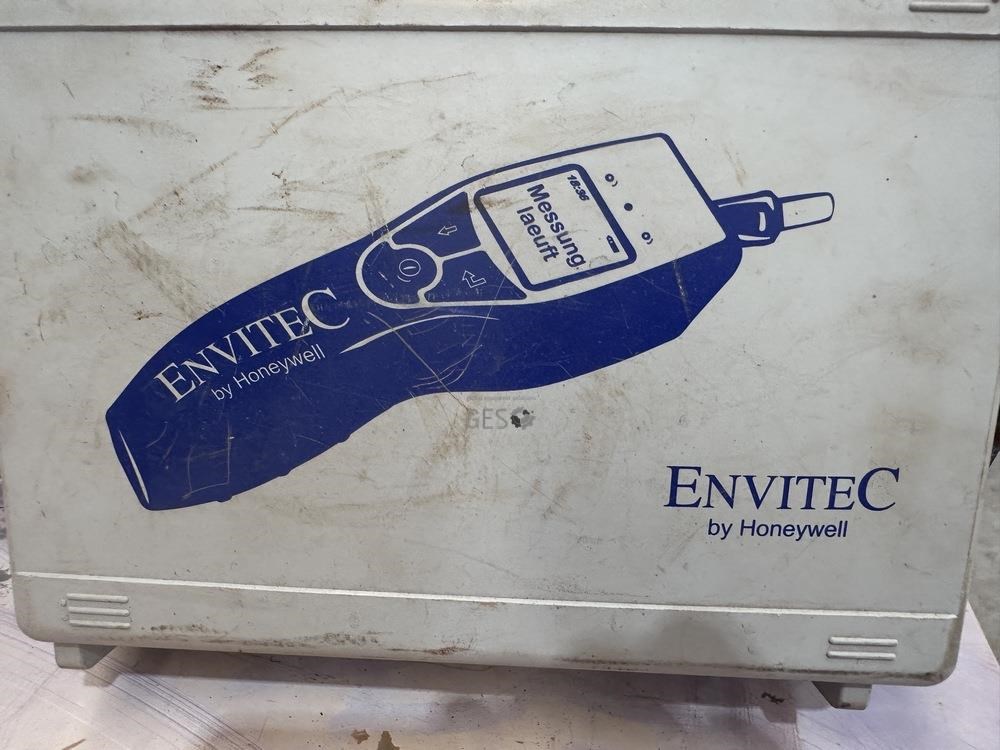 18:36
Messung
laeuft
ENVITEC
by Honeywell
GES
ENVITEC
by Honeywell